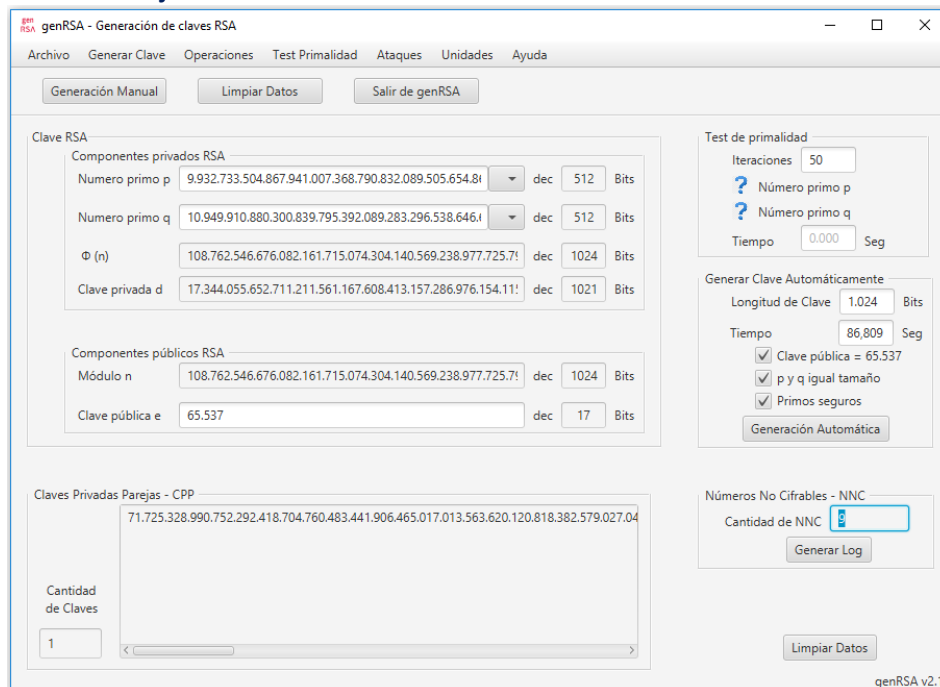 gen RSA genRSA - Generación de claves RSA
Archivo Generar Clave Operaciones Test Primalidad Ataques Unidades Ayuda
Generación Manual Limpiar Datos Salir de genRSA
Clave RSA
Componentes privados RSA
Numero primo p 9.932.733.504.867.941.007.368.790.832.089.505.654.8 dec 512 Bits
Numero primo q 10.949.910.880.300.839.795.392.089.283.296.538.646. dec 512 Bits
Φ (n) 108.762.546.676.082.161.715.074.304.140.569.238.977.725.7 dec 1024 Bits
Clave privada d 17.344.055.652.711.211.561.167.608.413.157.286.976.154.11 dec 1021 Bits
Componentes públicos RSA
Módulo n 108.762.546.676.082.161.715.074.304.140.569.238.977.725.7 dec 1024 Bits
Clave pública e 65.537 dec 17 Bits
Test de primalidad
Iteraciones 50
? Número primo p
? Número primo q
Tiempo 0.000 Seg
Generar Clave Automáticamente
Longitud de Clave 1.024 Bits
Tiempo 86,809 Seg
Clave pública = 65.537
p y q igual tamaño
Primos seguros
Generación Automática
Claves Privadas Parejas - CPP
71.725.328.990.752.292.418.704.760.483.441.906.465.017.013.563.620.120.818.382.579.027.04
Cantidad
de Claves
1
Números No Cifrables - NNC
Cantidad de NNC 9
Generar Log
Limpiar Datos
genRSA v2.1